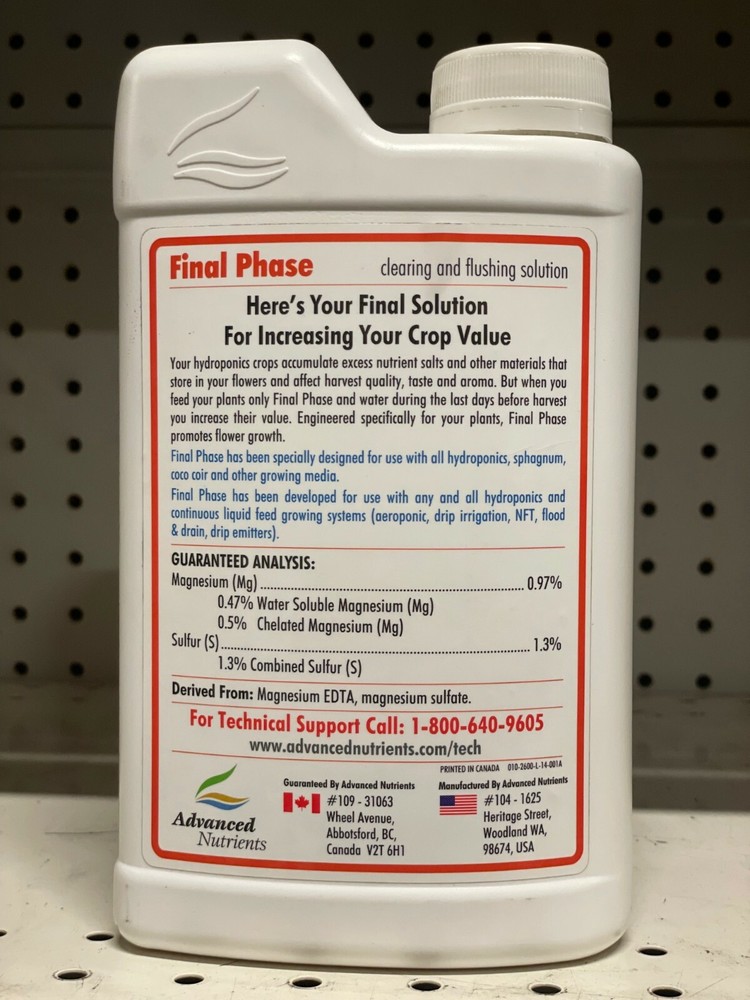 Final Phase clearing and flushing solution
Here's Your Final Solution
For Increasing Your Crop Value
Your hydroponics crops accumulate excess nutrient salts and other materials that
store in your flowers and affect harvest quality, taste and aroma. But when you
feed your plants only Final Phase and water during the last days before harvest
you increase their value. Engineered specifically for your plants, Final Phase
promotes flower growth.
Final Phase has been specially designed for use with all hydroponics, sphagnum,
coco coir and other growing media.
Final Phase has been developed for use with any and all hydroponics and
continuous liquid feed growing systems (aeroponic, drip irrigation, NFT, flood
& drain, drip emitters).
GUARANTEED ANALYSIS:
Magnesium (Mg)........................................................................ 0.97%
0.47% Water Soluble Magnesium (Mg)
0.5% Chelated Magnesium (Mg)
Sulfur (S)................................................................................... 1.3%
1.3% Combined Sulfur (S)
Derived From: Magnesium EDTA, magnesium sulfate.
For Technical Support Call: 1-800-640-9605
www.advancednutrients.com/tech
PRINTED IN CANADA 010-2600-L-14-001A
Advanced
Nutrients
Guaranteed By Advanced Nutrients
#109 - 31063
Wheel Avenue,
Abbotsford, BC,
Canada V2T 6H1
Manufactured By Advanced Nutrients
#104 - 1625
Heritage Street,
Woodland WA,
98674, USA